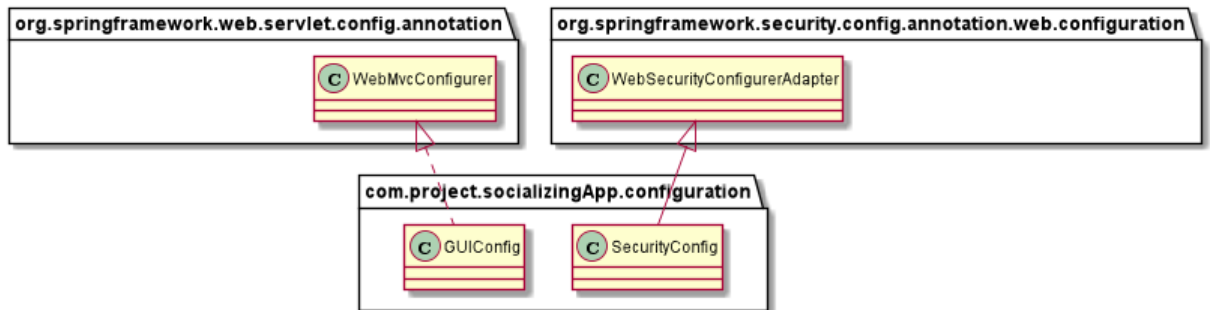 org.springframework.web.servlet.config.annotation
org.springframework.security.config.annotation.web.configuration
C WebMvcConfigurer
C WebSecurityConfigurerAdapter
com.project.socializingApp.configuration
C GUIConfig
C SecurityConfig